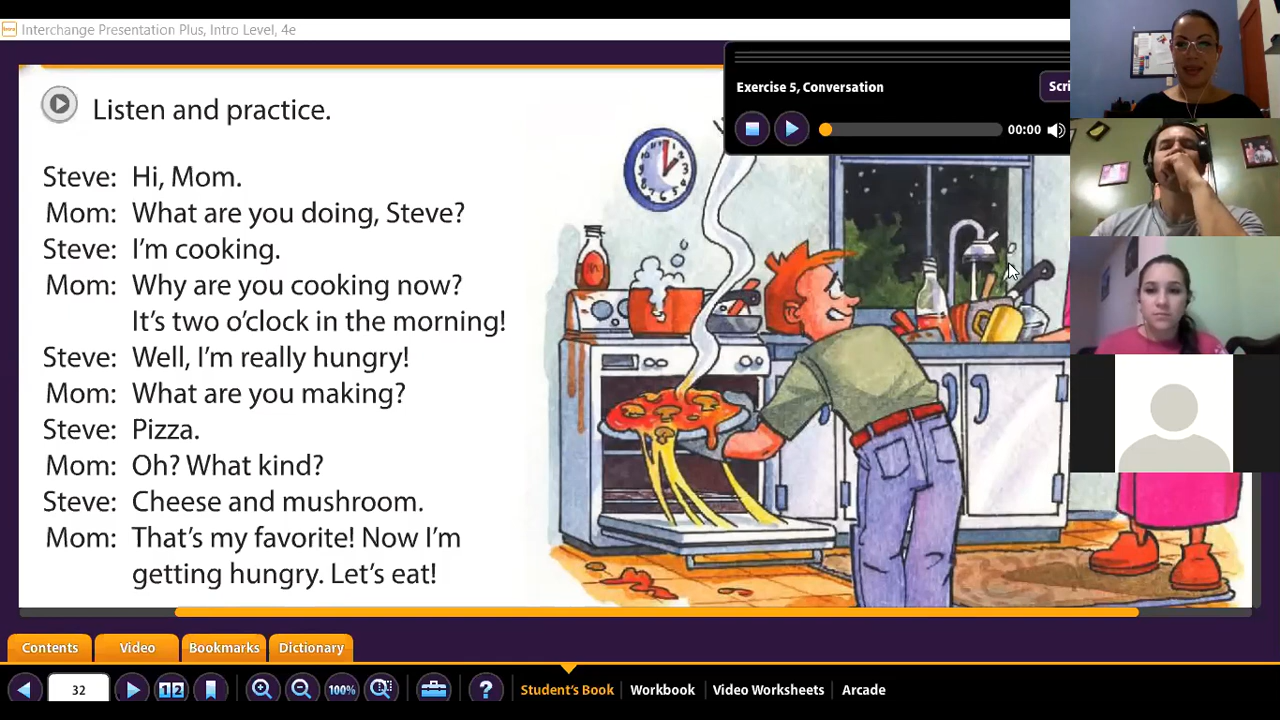 Interchange Presentation Plus, Intro Level, 4e
Exercise 5, Conversation
Scri
00:00
Listen and practice.
Steve: Hi, Mom.
Mom: What are you doing, Steve?
Steve: I'm cooking.
Mom: Why are you cooking now?
It's two o'clock in the morning!
Steve: Well, I'm really hungry!
Mom: What are you making?
Steve: Pizza.
Mom: Oh? What kind?
Steve: Cheese and mushroom.
Mom: That's my favorite! Now I'm
getting hungry. Let's eat!
Contents Video Bookmarks Dictionary
32 12 100% ? Student's Book Workbook Video Worksheets Arcade